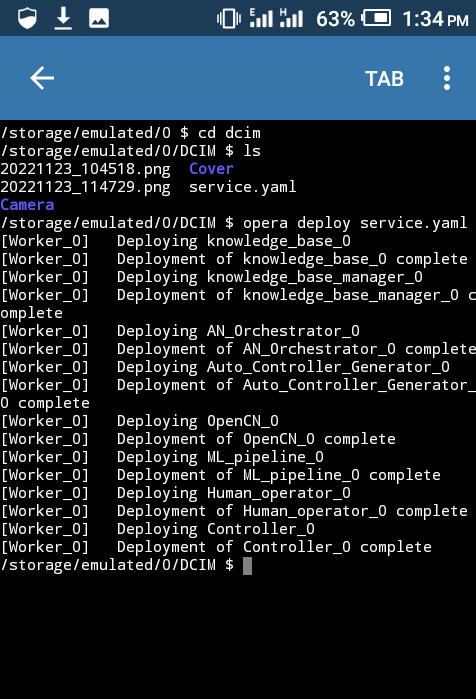 E H 63% 1:34 PM
TAB
/storage/emulated/0 $ cd dcim
/storage/emulated/0/DCIM $ ls
20221123_104518.png  Cover
20221123_114729.png  service.yaml
Camera
/storage/emulated/0/DCIM $ opera deploy service.yaml
[Worker_0]   Deploying knowledge_base_0
[Worker_0]   Deployment of knowledge_base_0 complete
[Worker_0]   Deploying knowledge_base_manager_0
[Worker_0]   Deployment of knowledge_base_manager_0 c
omplete
[Worker_0]   Deploying AN_Orchestrator_0
[Worker_0]   Deployment of AN_Orchestrator_0 complete
[Worker_0]   Deploying Auto_Controller_Generator_0
[Worker_0]   Deployment of Auto_Controller_Generator_
0 complete
[Worker_0]   Deploying OpenCN_0
[Worker_0]   Deployment of OpenCN_0 complete
[Worker_0]   Deploying ML_pipeline_0
[Worker_0]   Deployment of ML_pipeline_0 complete
[Worker_0]   Deploying Human_operator_0
[Worker_0]   Deployment of Human_operator_0 complete
[Worker_0]   Deploying Controller_0
[Worker_0]   Deployment of Controller_0 complete
/storage/emulated/0/DCIM $